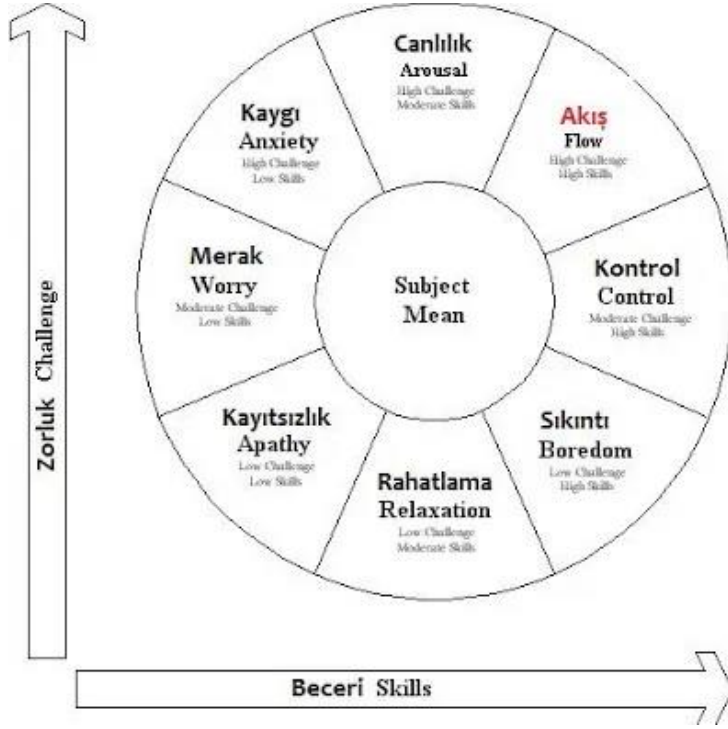 Canlılık
Arousal
High Challenge
Moderate Skills
Akış
Flow
High Challenge
High Skills
Kaygı
Anxiety
High Challenge
Low Skills
Merak
Worry
Moderate Challenge
Low Skills
Subject
Mean
Kontrol
Control
Moderate Challenge
High Skills
Kayıtsızlık
Apathy
Low Challenge
Low Skills
Rahatlama
Relaxation
Low Challenge
Moderate Skills
Sıkıntı
Boredom
Low Challenge
High Skills
Zorluk Challenge
Beceri Skills